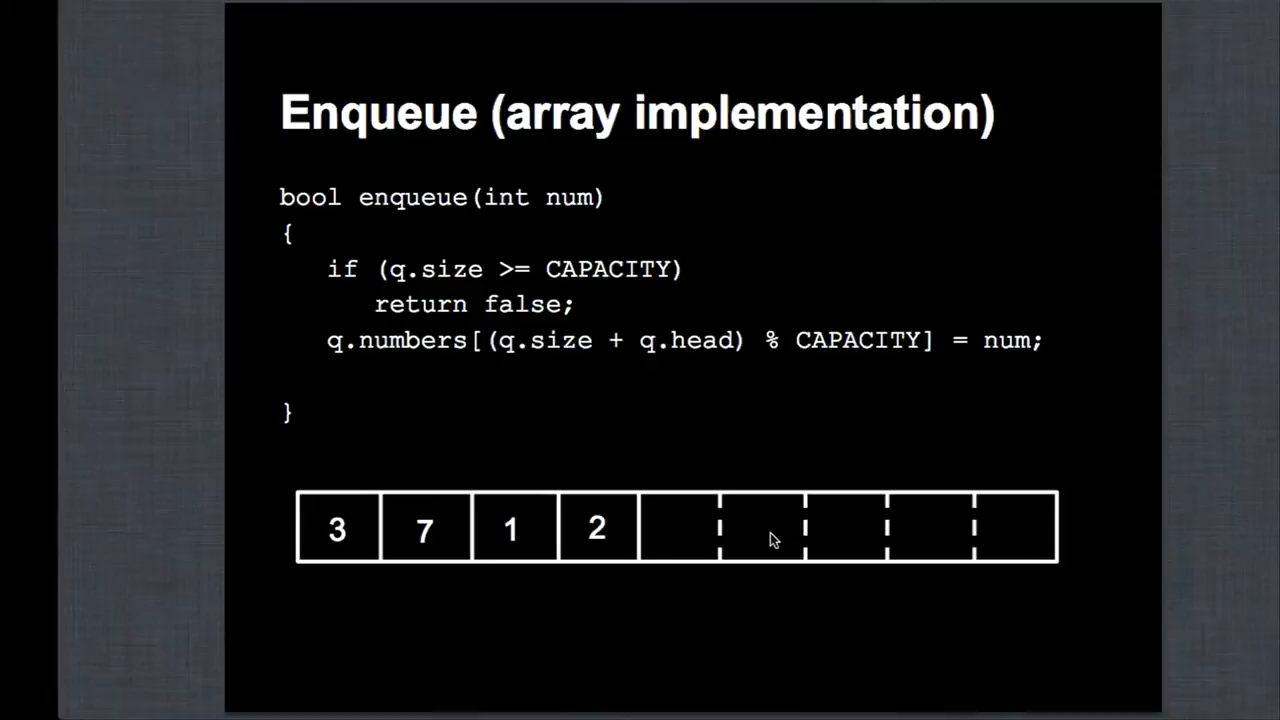 Enqueue (array implementation)
bool enqueue(int num)
{
if (q.size >= CAPACITY)
return false;
q.numbers[(q.size + q.head) % CAPACITY] = num;
}
3 7 1 2